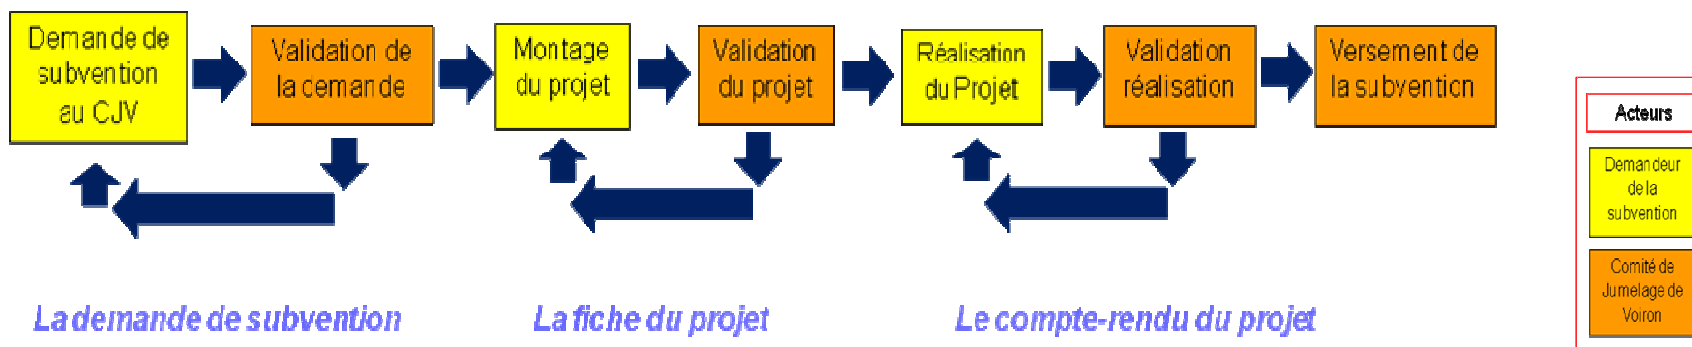 Demande de
subvention
au CJV
Validation de
la demande
Montage
du projet
Validation
du projet
Réalisation
du Projet
Validation
réalisation
Versement de
la subvention
La demande de subvention
La fiche du projet
Le compte-rendu du projet
Acteurs
Demandeur
de la
subvention
Comité de
Jumelage de
Voiron